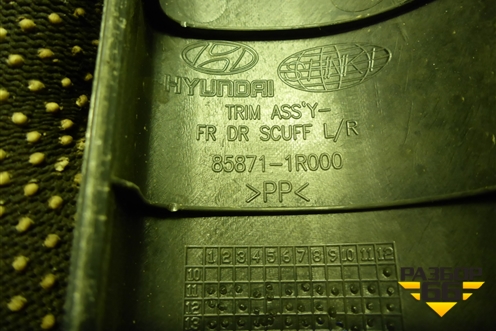 HYUNDAI
TRIM ASS'Y-
FR DR SCUFF L/R
85871-1R000
>PP<
1 2 3 4 5 6 7 8 9 10 11 12
10
11
12
13
РАЗБОР